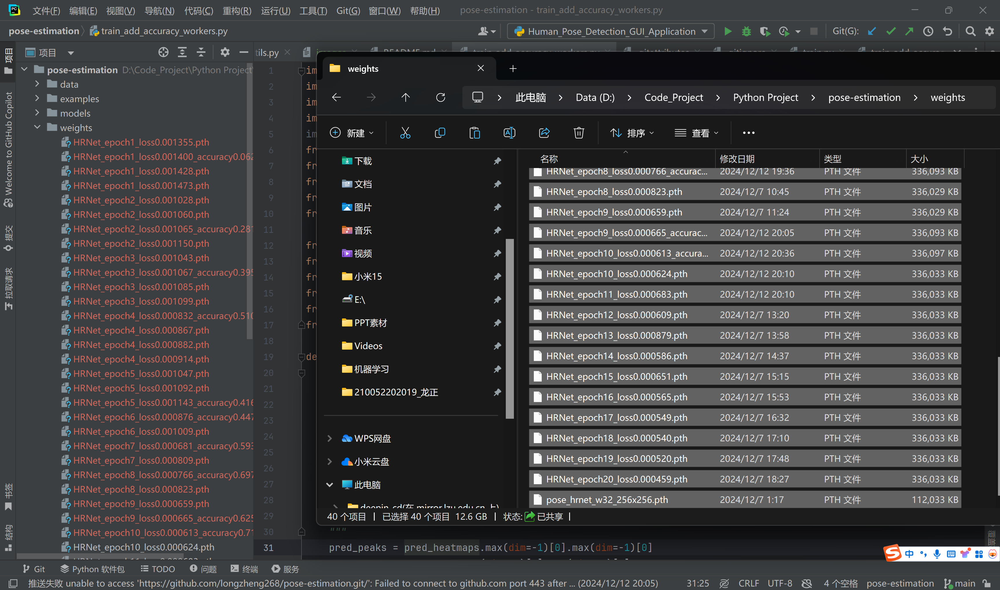 文件(F) 编辑(E) 视图(V) 导航(N) 代码(C) 重构(R) 运行(U) 工具(T) Git(G) 窗口(W) 帮助(H) pose-estimation - train_add_accuracy_workers.py
pose-estimation train_add_accuracy_workers.py
Human_Pose_Detection_GUI_Application Git(G):
项目
tils.py
项目
Welcome to GitHub Copilot
提交
拉取请求
书签
结构
pose-estimation D:\Code_Project\Python Project\
data
examples
models
weights
HRNet_epoch1_loss0.001355.pth
HRNet_epoch1_loss0.001400_accuracy0.062
HRNet_epoch1_loss0.001428.pth
HRNet_epoch1_loss0.001473.pth
HRNet_epoch2_loss0.001028.pth
HRNet_epoch2_loss0.001060.pth
HRNet_epoch2_loss0.001065_accuracy0.281
HRNet_epoch2_loss0.001150.pth
HRNet_epoch3_loss0.001043.pth
HRNet_epoch3_loss0.001067_accuracy0.395
HRNet_epoch3_loss0.001085.pth
HRNet_epoch3_loss0.001099.pth
HRNet_epoch4_loss0.000832_accuracy0.510
HRNet_epoch4_loss0.000867.pth
HRNet_epoch4_loss0.000882.pth
HRNet_epoch4_loss0.000914.pth
HRNet_epoch5_loss0.001047.pth
HRNet_epoch5_loss0.001092.pth
HRNet_epoch5_loss0.001143_accuracy0.416
HRNet_epoch6_loss0.000876_accuracy0.447
HRNet_epoch6_loss0.001009.pth
HRNet_epoch7_loss0.000681_accuracy0.593
HRNet_epoch7_loss0.000809.pth
HRNet_epoch8_loss0.000766_accuracy0.697
HRNet_epoch8_loss0.000823.pth
HRNet_epoch9_loss0.000659.pth
HRNet_epoch9_loss0.000665_accuracy0.625
HRNet_epoch10_loss0.000613_accuracy0.71
HRNet_epoch10_loss0.000624.pth
1 im
2 im
3 im
4 im
5 im
6 fr
7 fr
8 fr
9 fr
10 fr
11
12 fr
13 fr
14 fr
15 fr
16 fr
17 fr
18
19 de
20
21
22
23
24
25
26
27
28
29
30 """
31 pred_peaks = pred_heatmaps.max(dim=-1)[0].max(dim=-1)[0]
weights
此电脑 Data (D:) Code_Project Python Project pose-estimation weights
新建 排序 查看
下载
文档
图片
音乐
视频
小米15
E:\
PPT素材
Videos
机器学习
210052202019_龙正
WPS网盘
小米云盘
此电脑
deepin_cd(在 mirror.lzu.edu.cn 上)
名称 修改日期 类型 大小
HRNet_epoch8_loss0.000766_accurac... 2024/12/12 19:36 PTH 文件 336,093 KB
HRNet_epoch8_loss0.000823.pth 2024/12/7 10:45 PTH 文件 336,029 KB
HRNet_epoch9_loss0.000659.pth 2024/12/7 11:24 PTH 文件 336,029 KB
HRNet_epoch9_loss0.000665_accurac... 2024/12/12 20:05 PTH 文件 336,093 KB
HRNet_epoch10_loss0.000613_accura... 2024/12/12 20:36 PTH 文件 336,097 KB
HRNet_epoch10_loss0.000624.pth 2024/12/12 20:10 PTH 文件 336,033 KB
HRNet_epoch11_loss0.000683.pth 2024/12/12 20:10 PTH 文件 336,033 KB
HRNet_epoch12_loss0.000609.pth 2024/12/7 13:20 PTH 文件 336,033 KB
HRNet_epoch13_loss0.000879.pth 2024/12/7 13:58 PTH 文件 336,033 KB
HRNet_epoch14_loss0.000586.pth 2024/12/7 14:37 PTH 文件 336,033 KB
HRNet_epoch15_loss0.000651.pth 2024/12/7 15:15 PTH 文件 336,033 KB
HRNet_epoch16_loss0.000565.pth 2024/12/7 15:53 PTH 文件 336,033 KB
HRNet_epoch17_loss0.000549.pth 2024/12/7 16:32 PTH 文件 336,033 KB
HRNet_epoch18_loss0.000540.pth 2024/12/7 17:10 PTH 文件 336,033 KB
HRNet_epoch19_loss0.000520.pth 2024/12/7 17:48 PTH 文件 336,033 KB
HRNet_epoch20_loss0.000459.pth 2024/12/7 18:27 PTH 文件 336,033 KB
pose_hrnet_w32_256x256.pth 2024/12/7 1:17 PTH 文件 112,033 KB
40 个项目 已选择 40 个项目 12.6 GB 状态: 已共享
中
Git Python 软件包 TODO 问题 终端 服务
推送失败 unable to access 'https://github.com/longzheng268/pose-estimation.git/': Failed to connect to github.com port 443 after ... (2024/12/12 20:05) 31:25 CRLF UTF-8 4 个空格 pose-estimation main